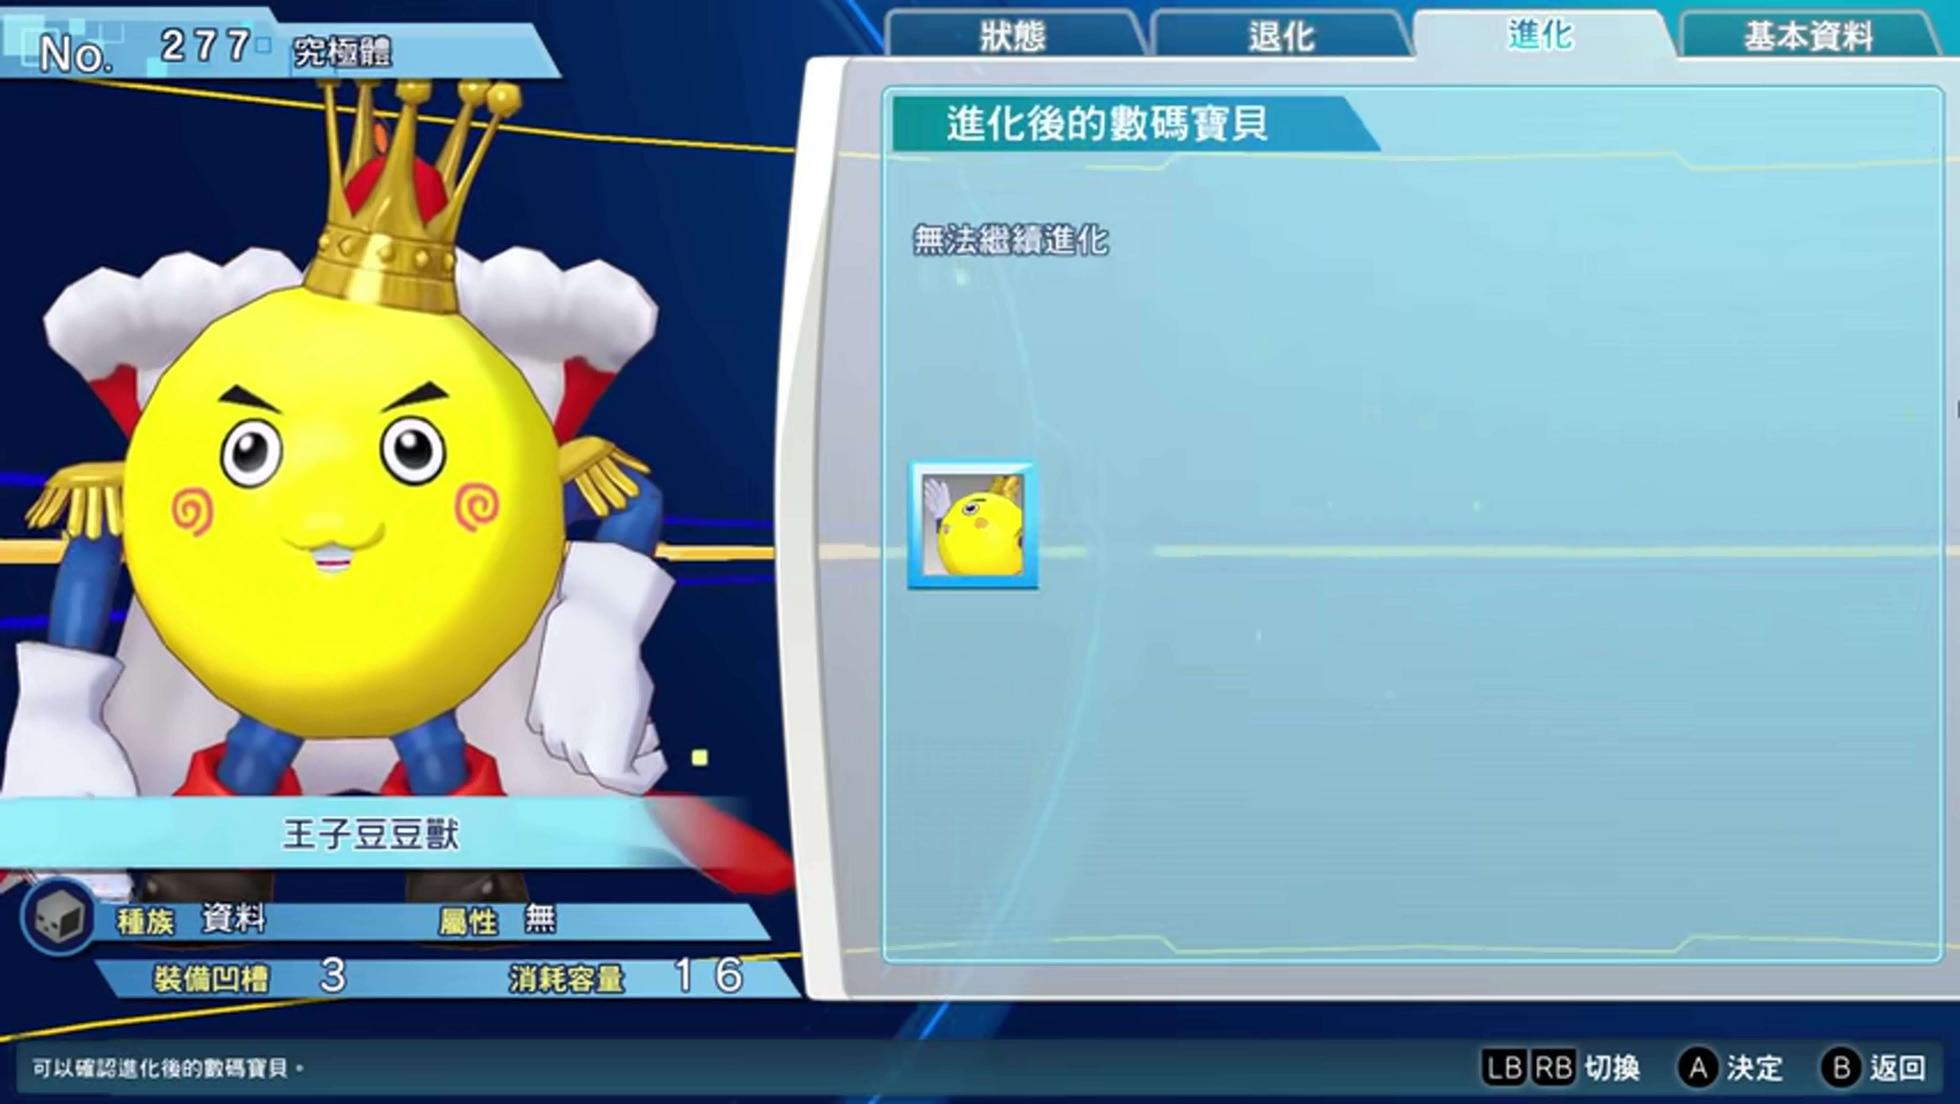 No. 277 究極體
狀態 退化 進化 基本資料
進化後的數碼寶貝
無法繼續進化
王子豆豆獸
種族 資料 屬性 無
裝備凹槽 3 消耗容量 16
可以確認進化後的數碼寶貝。
LB RB 切換 A 決定 B 返回